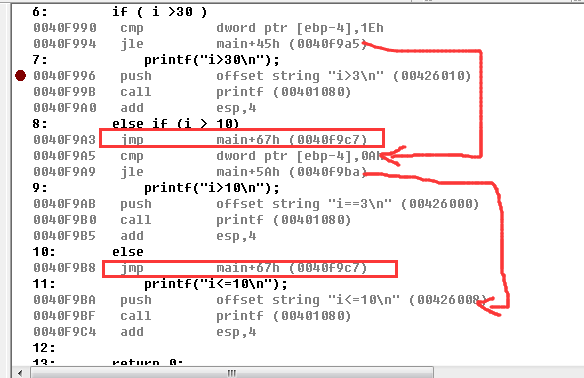 6: if ( i >30 )
0040F990 cmp dword ptr [ebp-4],1Eh
0040F994 jle main+45h (0040f9a5)
7: printf("i>30\n");
0040F996 push offset string "i>3\n" (00426010)
0040F99B call printf (00401080)
0040F9A0 add esp,4
8: else if (i > 10)
0040F9A3 jmp main+67h (0040f9c7)
0040F9A5 cmp dword ptr [ebp-4],0Ah
0040F9A9 jle main+5Ah (0040f9ba)
9: printf("i>10\n");
0040F9AB push offset string "i==3\n" (00426000)
0040F9B0 call printf (00401080)
0040F9B5 add esp,4
10: else
0040F9B8 jmp main+67h (0040f9c7)
11: printf("i<=10\n");
0040F9BA push offset string "i<=10\n" (00426008)
0040F9BF call printf (00401080)
0040F9C4 add esp,4
12:
13: return 0;